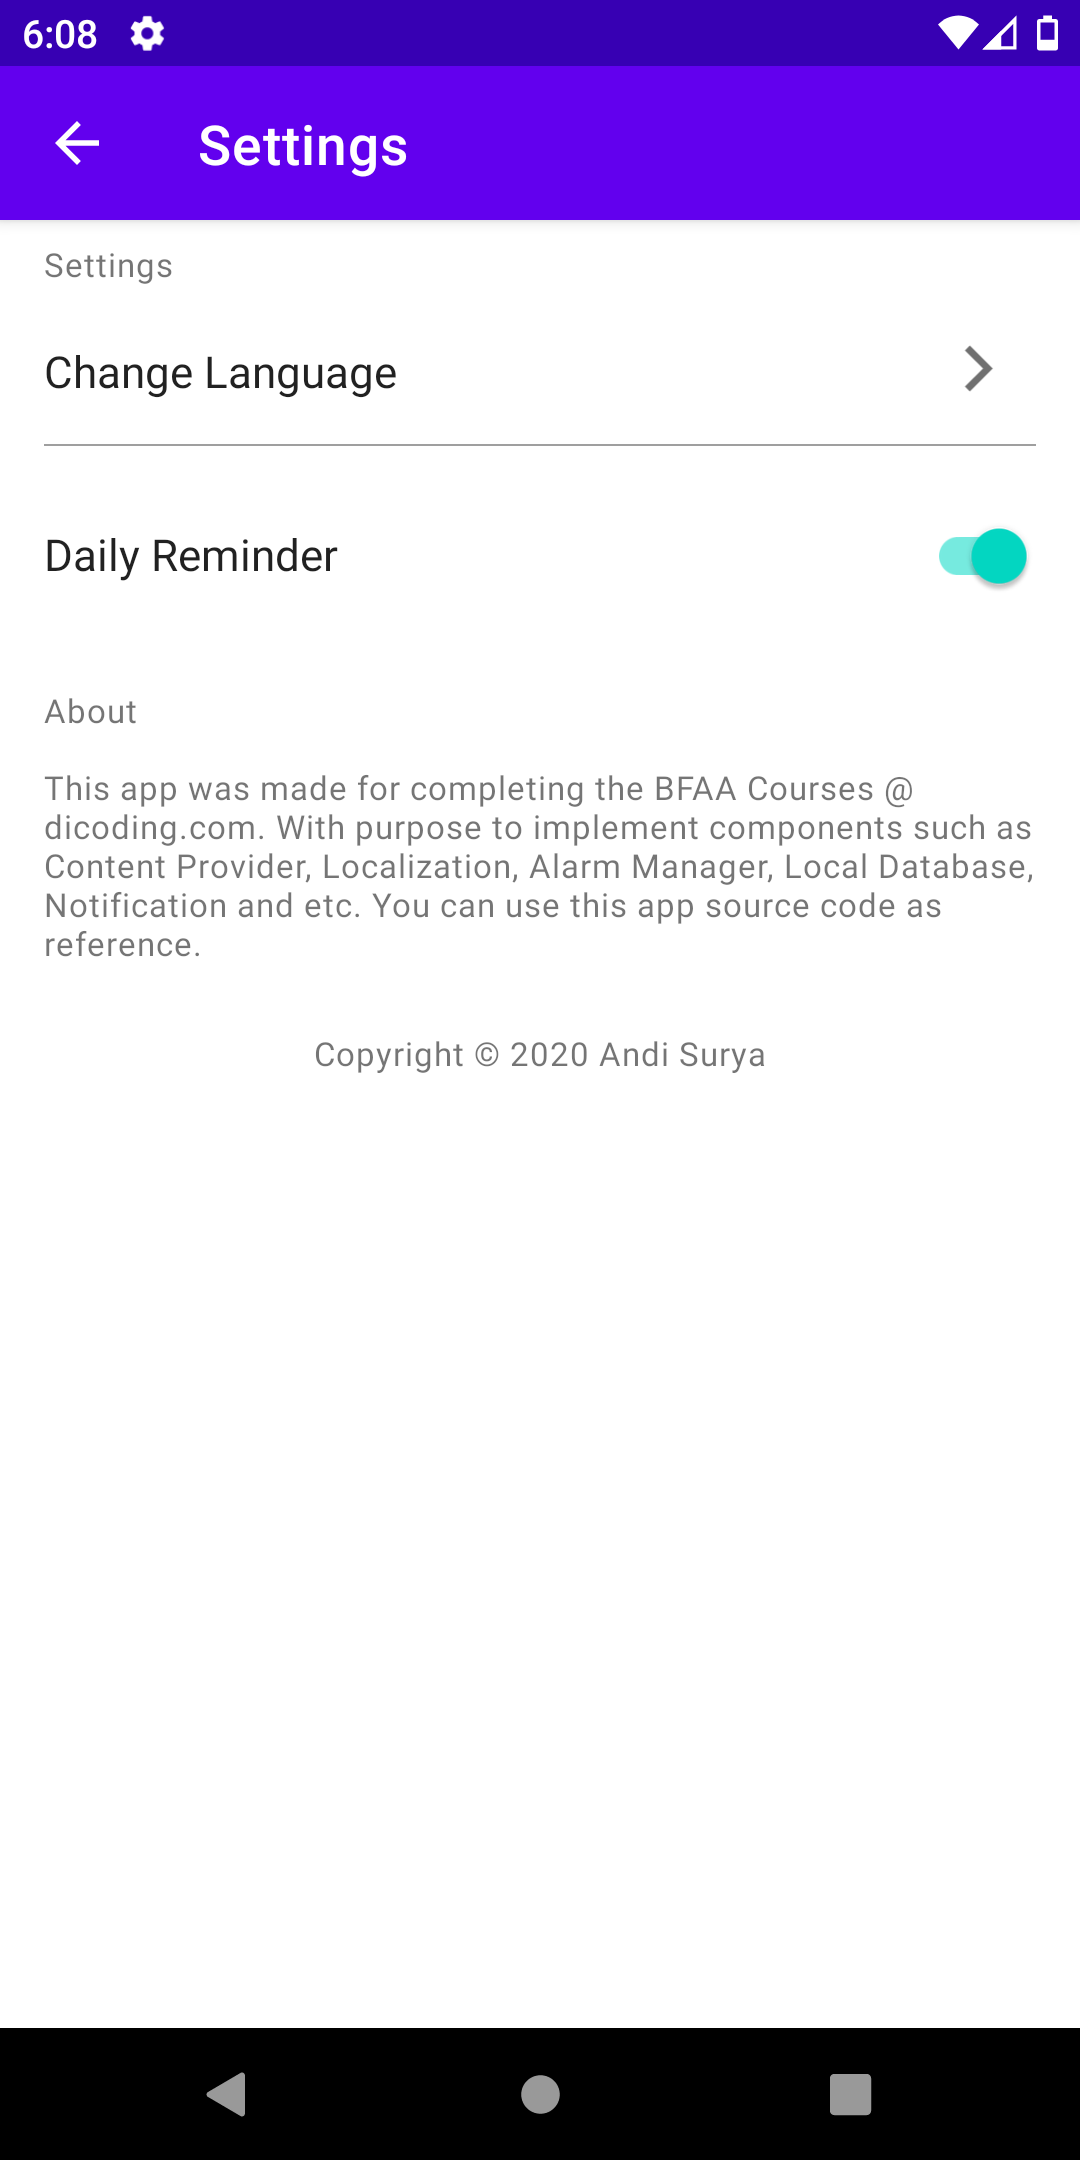 6:08
Settings
Settings
Change Language
Daily Reminder
About
This app was made for completing the BFAA Courses @
dicoding.com. With purpose to implement components such as
Content Provider, Localization, Alarm Manager, Local Database,
Notification and etc. You can use this app source code as
reference.
Copyright © 2020 Andi Surya